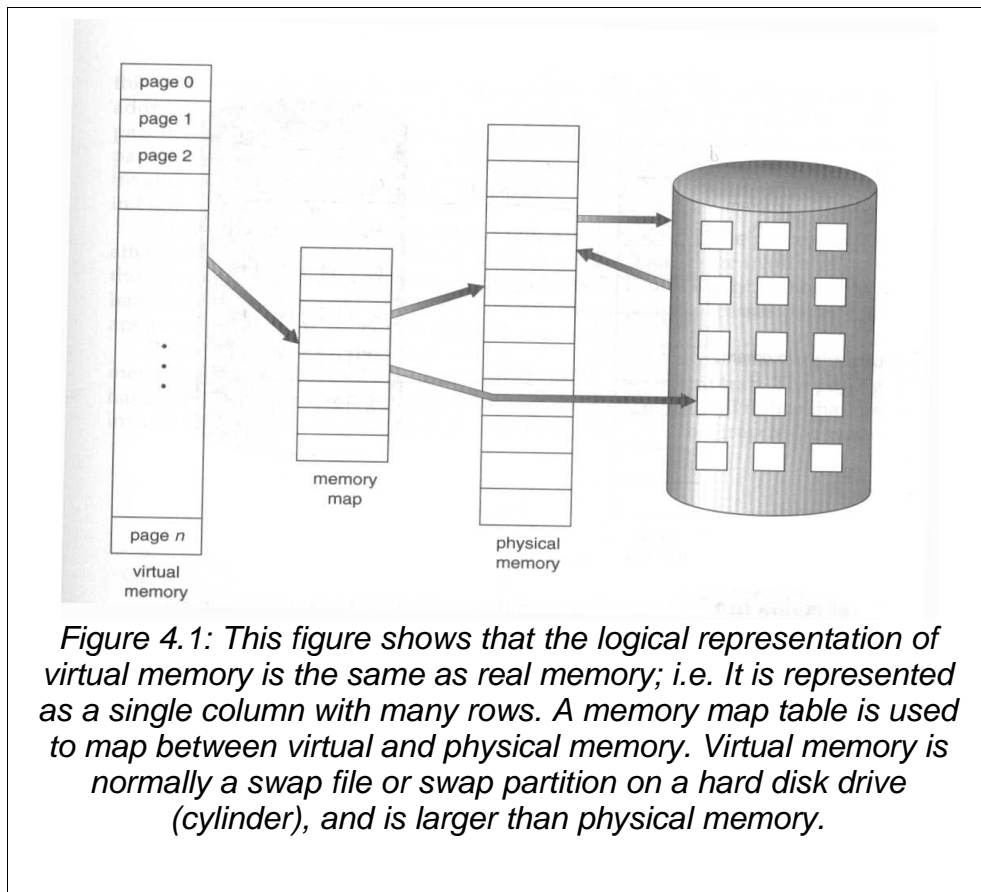 page 0
page 1
page 2
page n
virtual
memory
memory
map
physical
memory
Figure 4.1: This figure shows that the logical representation of
virtual memory is the same as real memory; i.e. It is represented
as a single column with many rows. A memory map table is used
to map between virtual and physical memory. Virtual memory is
normally a swap file or swap partition on a hard disk drive
(cylinder), and is larger than physical memory.